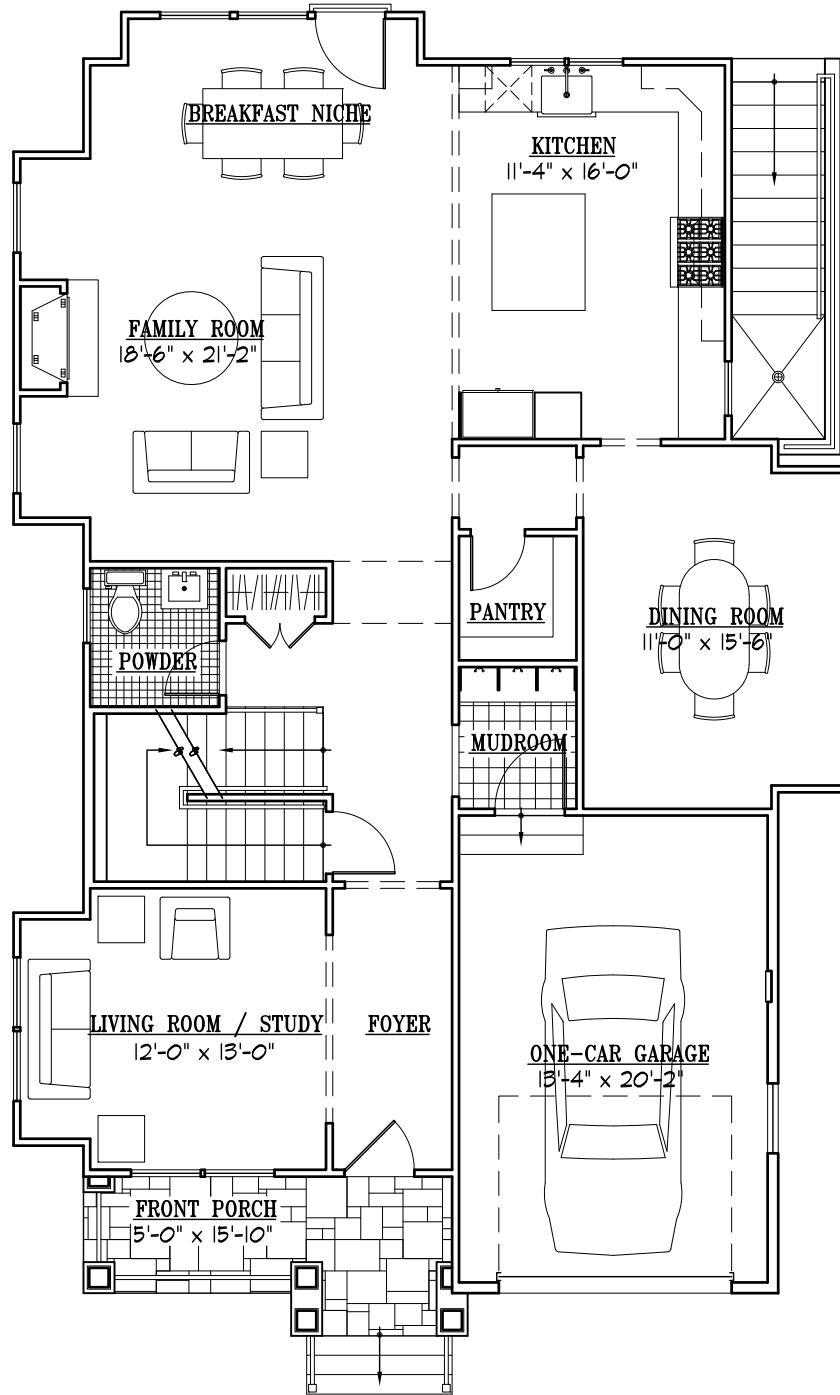 BREAKFAST NICHE
KITCHEN
11'-4" x 16'-0"
FAMILY ROOM
18'-6" x 21'-2"
PANTRY
DINING ROOM
11'-0" x 15'-6"
POWDER
MUDROOM
LIVING ROOM / STUDY
12'-0" x 13'-0"
FOYER
ONE-CAR GARAGE
13'-4" x 20'-2"
FRONT PORCH
5'-0" x 15'-10"